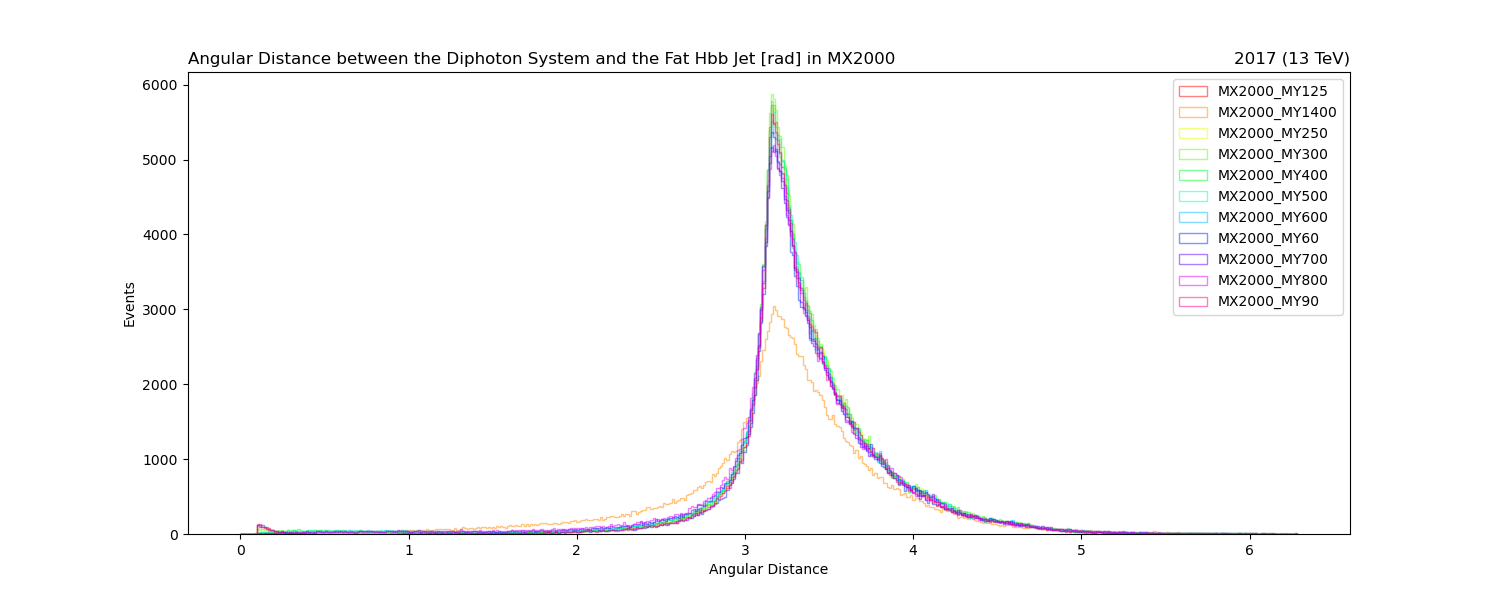 Angular Distance between the Diphoton System and the Fat Hbb Jet [rad] in MX2000
2017 (13 TeV)
6000
5000
4000
3000
2000
1000
0
Events
MX2000_MY125
MX2000_MY1400
MX2000_MY250
MX2000_MY300
MX2000_MY400
MX2000_MY500
MX2000_MY600
MX2000_MY60
MX2000_MY700
MX2000_MY800
MX2000_MY90
0 1 2 3 4 5 6
Angular Distance